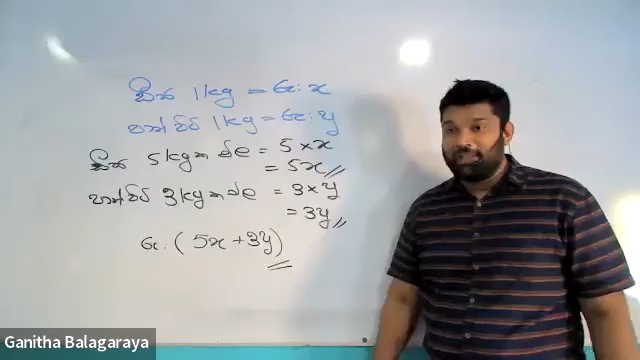 සීනි 1kg = රු: x
පාන් පිටි 1kg = රු: y
සීනි 5kg ක මිල = 5 × x
= 5x
පාන් පිටි 3kg ක මිල = 3 × y
= 3y
රු: (5x + 3y)
Ganitha Balagaraya